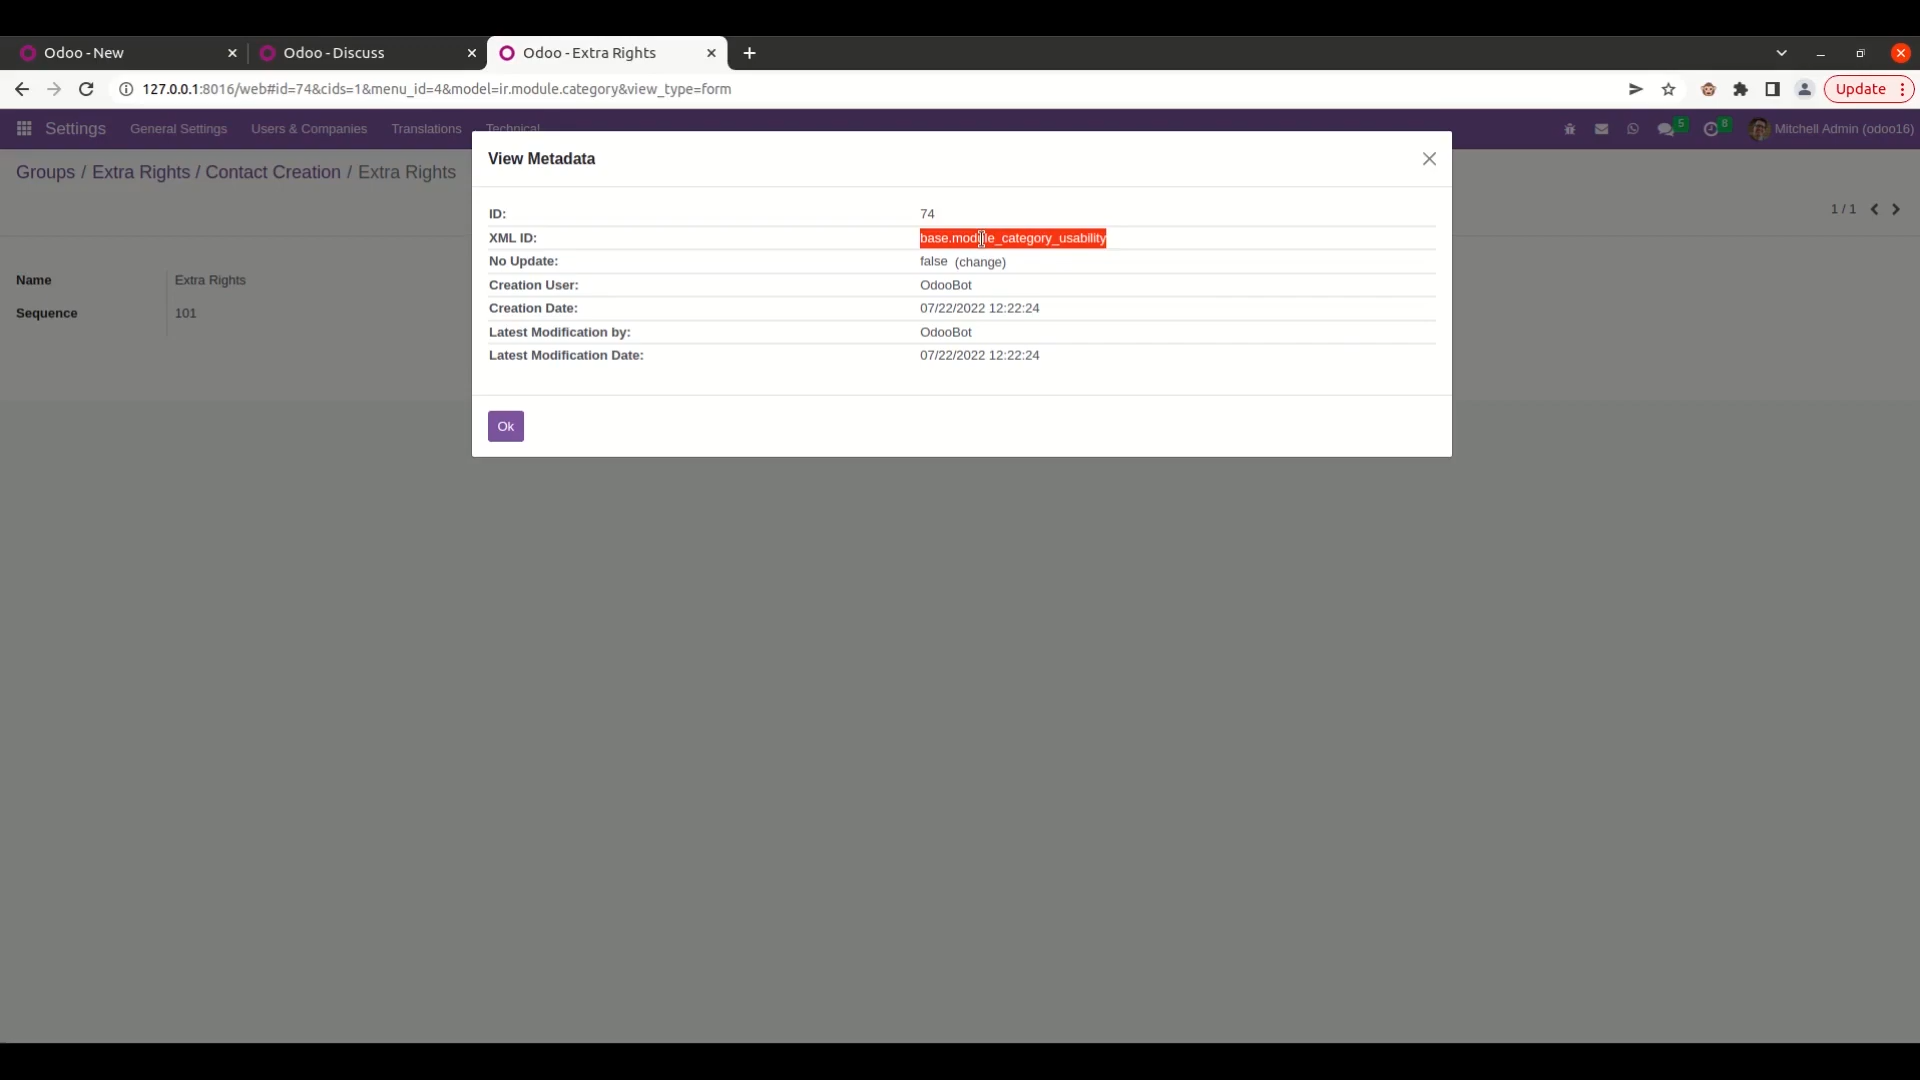 Odoo - New
Odoo - Discuss
Odoo - Extra Rights
127.0.0.1:8016/web#id=74&cids=1&menu_id=4&model=ir.module.category&view_type=form
Update
Settings General Settings Users & Companies Translations Technical
5 8 Mitchell Admin (odoo16)
Groups / Extra Rights / Contact Creation / Extra Rights
1 / 1
Name Extra Rights
Sequence 101
View Metadata
ID: 74
XML ID: base.module_category_usability
No Update: false (change)
Creation User: OdooBot
Creation Date: 07/22/2022 12:22:24
Latest Modification by: OdooBot
Latest Modification Date: 07/22/2022 12:22:24
Ok